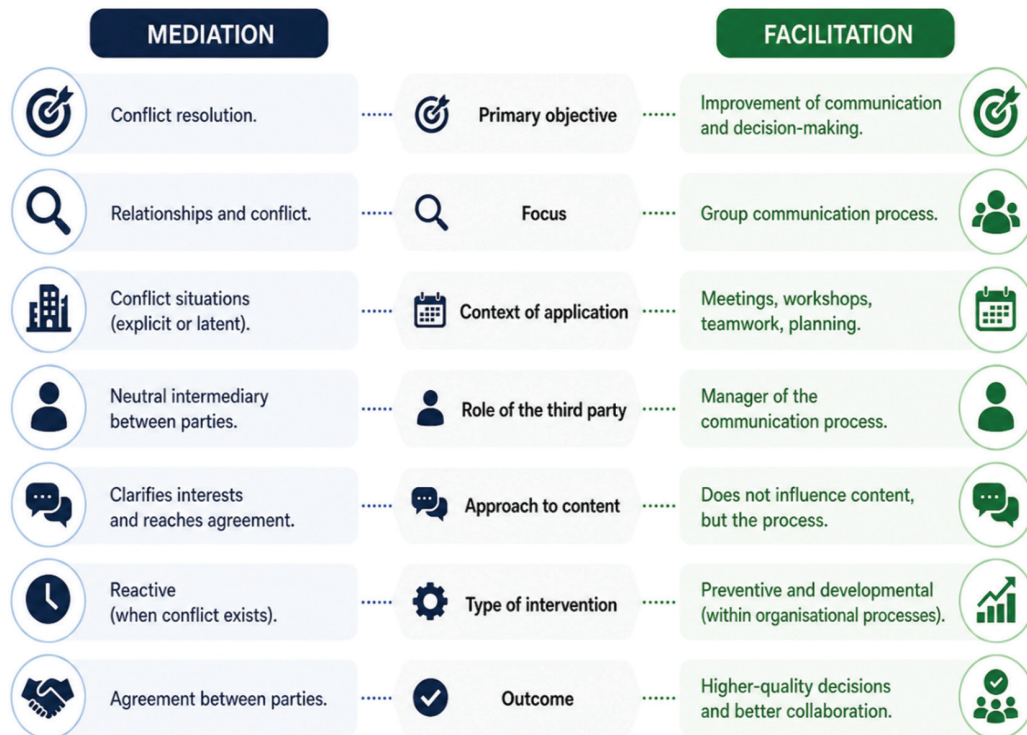 MEDIATION
FACILITATION
Conflict resolution.
Primary objective
Improvement of communication
and decision-making.
Relationships and conflict.
Focus
Group communication process.
Conflict situations
(explicit or latent).
Context of application
Meetings, workshops,
teamwork, planning.
Neutral intermediary
between parties.
Role of the third party
Manager of the
communication process.
Clarifies interests
and reaches agreement.
Approach to content
Does not influence content,
but the process.
Reactive
(when conflict exists).
Type of intervention
Preventive and developmental
(within organisational processes).
Agreement between parties.
Outcome
Higher-quality decisions
and better collaboration.